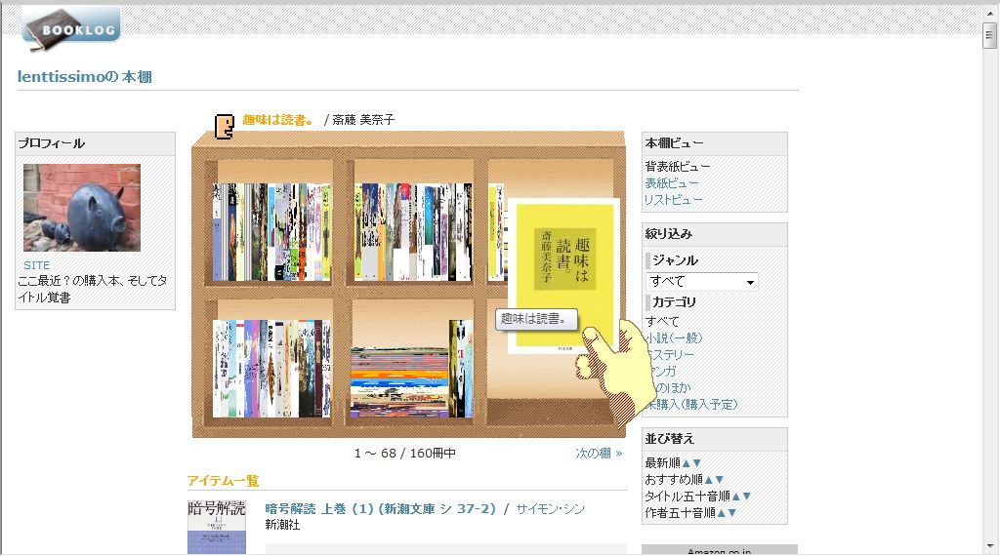 BOOKLOG
lenttissimoの本棚
趣味は読書。 / 斎藤 美奈子
プロフィール
SITE
ここ最近？の購入本、そしてタ
イトル覚書
趣味は
読書。
斎藤美奈子
趣味は読書。
1 ～ 68 / 160冊中
次の棚 »
アイテム一覧
暗号解読
上
暗号解読 上巻 (1) (新潮文庫 シ 37-2) / サイモン・シン
新潮社
本棚ビュー
背表紙ビュー
表紙ビュー
リストビュー
絞り込み
ジャンル
すべて
カテゴリ
すべて
小説(一般)
ミステリー
マンガ
そのほか
未購入(購入予定)
並び替え
最新順▲▼
おすすめ順▲▼
タイトル五十音順▲▼
作者五十音順▲▼
Amazon.co.jp